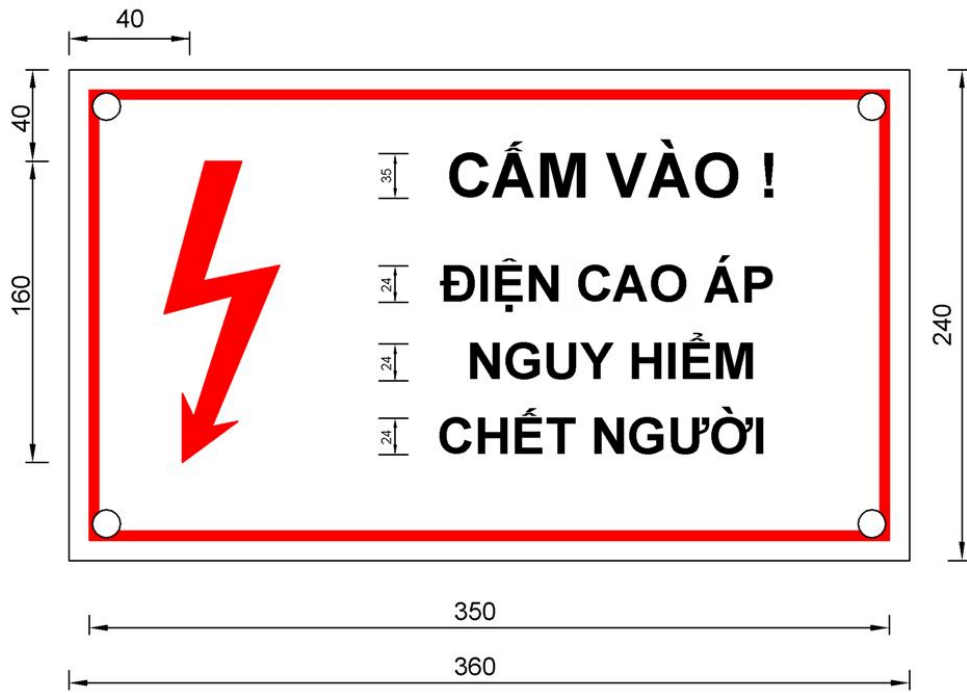 40
40
35
CẤM VÀO !
160
24
ĐIỆN CAO ÁP
240
24
NGUY HIỂM
24
CHẾT NGƯỜI
350
360